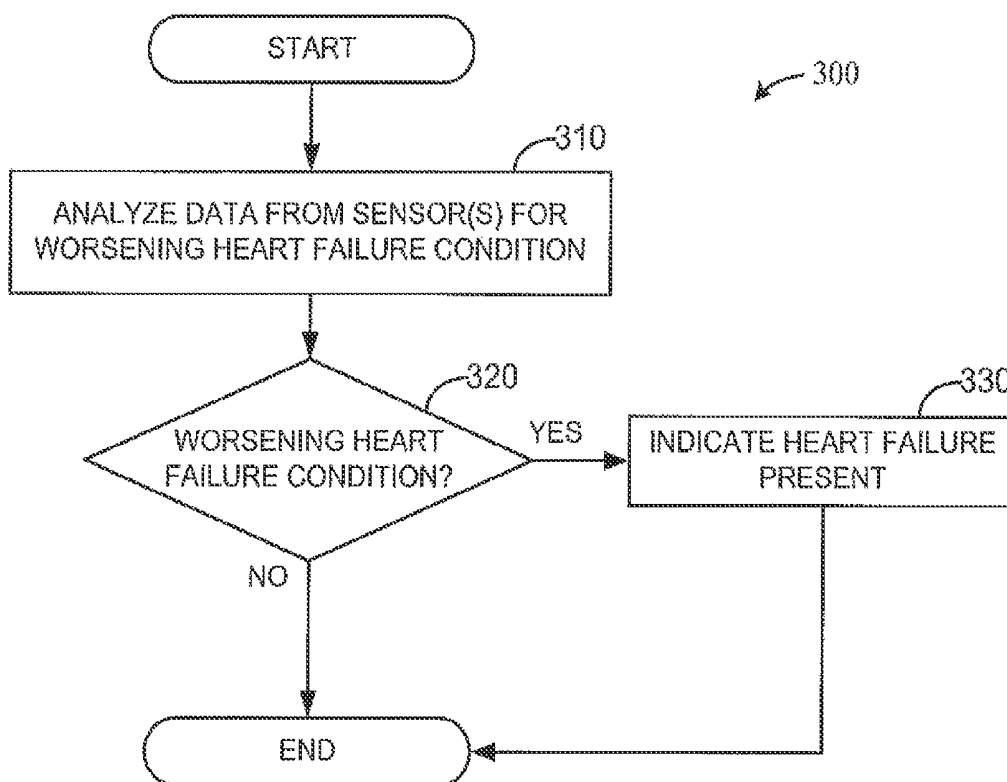 START
300
310
ANALYZE DATA FROM SENSOR(S) FOR
WORSENING HEART FAILURE CONDITION
320
WORSENING HEART
FAILURE CONDITION?
YES
330
INDICATE HEART FAILURE
PRESENT
NO
END